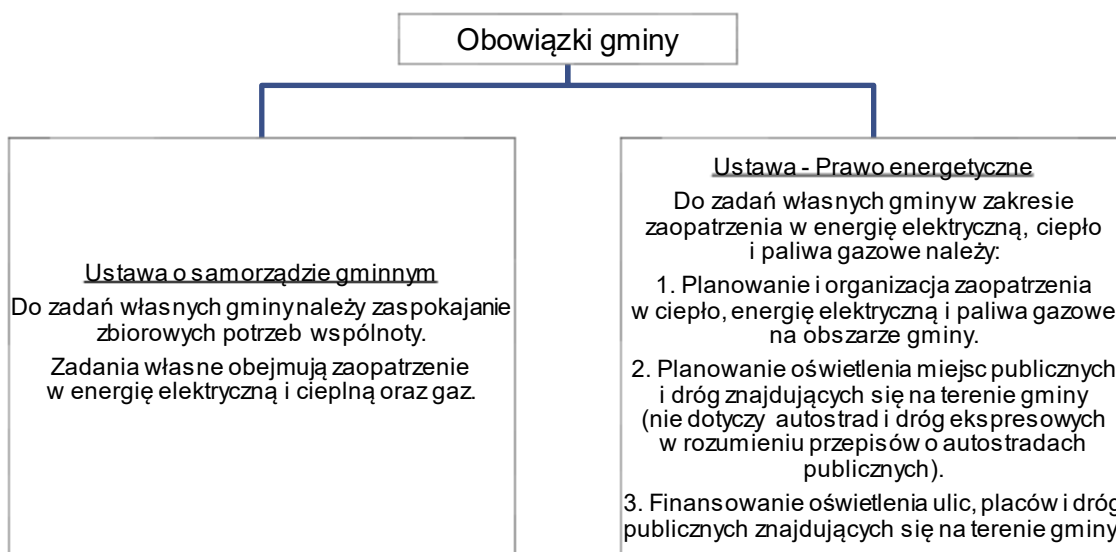 Obowiązki gminy
Ustawa o samorządzie gminnym
Do zadań własnych gminy należy zaspokajanie
zbiorowych potrzeb wspólnoty.
Zadania własne obejmują zaopatrzenie
w energię elektryczną i cieplną oraz gaz.
Ustawa - Prawo energetyczne
Do zadań własnych gminy w zakresie
zaopatrzenia w energię elektryczną, ciepło
i paliwa gazowe należy:
1. Planowanie i organizacja zaopatrzenia
w ciepło, energię elektryczną i paliwa gazowe
na obszarze gminy.
2. Planowanie oświetlenia miejsc publicznych
i dróg znajdujących się na terenie gminy
(nie dotyczy autostrad i dróg ekspresowych
w rozumieniu przepisów o autostradach
publicznych).
3. Finansowanie oświetlenia ulic, placów i dróg
publicznych znajdujących się na terenie gminy